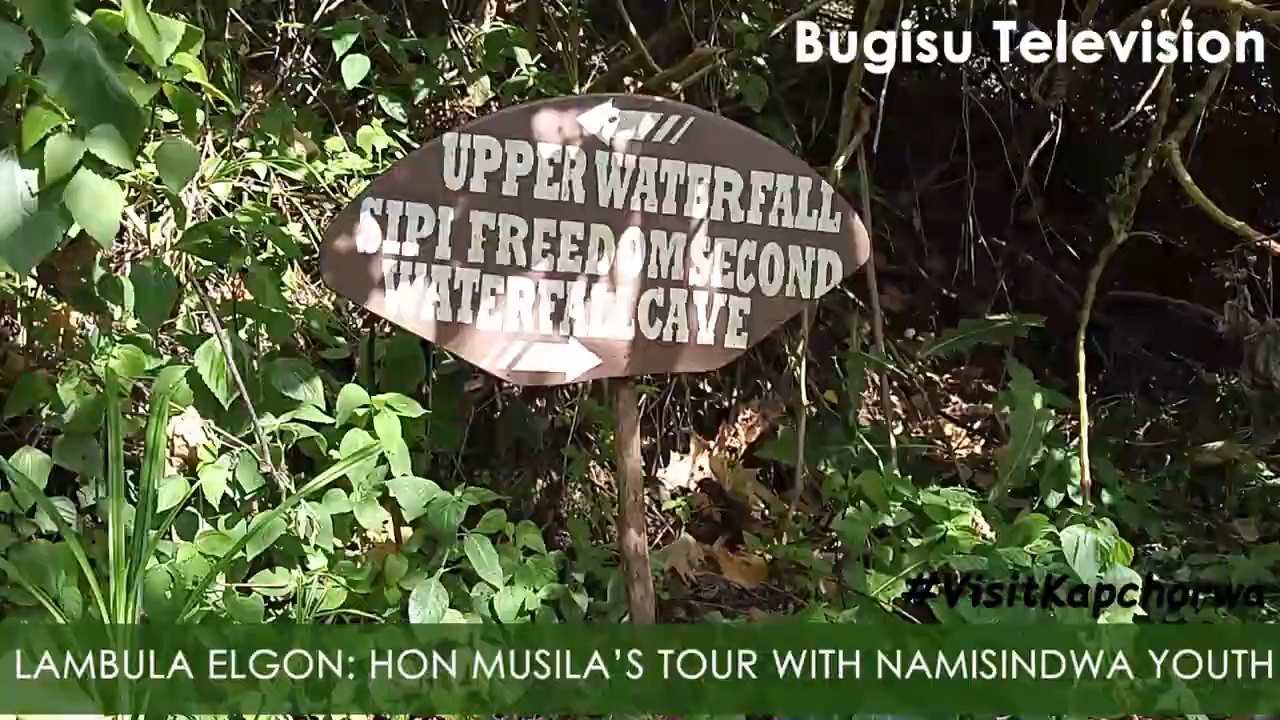 Bugisu Television
UPPER WATERFALL
SIPI FREEDOM SECOND
WATERFALL CAVE
#VisitKapchorwa
LAMBULA ELGON: HON MUSILA'S TOUR WITH NAMISINDWA YOUTH